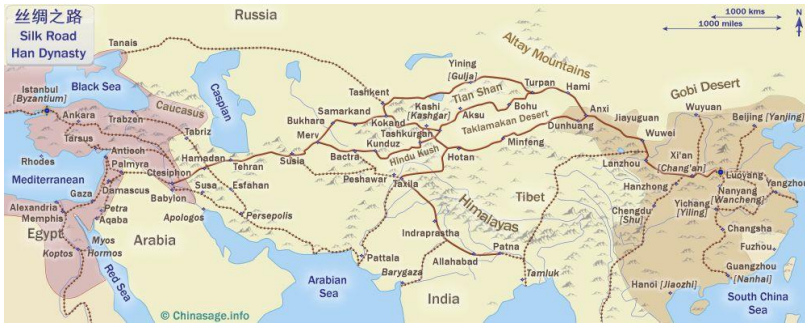 丝绸之路
Silk Road
Han Dynasty
Russia
1000 kms
1000 miles
N
Tanais
Altay Mountains
Yining
[Gulja]
Istanbul
[Byzantium]
Black Sea
Caspian
Tashkent
Tian Shan
Turpan
Hami
Gobi Desert
Ankara
Trabzen
Caucasus
Samarkand
Kashi
[Kashgar]
Aksu
Bohu
Anxi
Jiayuguan
Wuyuan
Beijing [Yanjing]
Bukhara
Kokand
Taklamakan Desert
Tarsus
Tabriz
Merv
Tashkurgan
Dunhuang
Wuwei
Antioch
Kunduz
Hindu Kush
Minfeng
Xi'an
[Chang'an]
Rhodes
Palmyra
Hamadan
Tehran
Susia
Bactra
Hotan
Lanzhou
Luoyang
Mediterranean
Ctesiphon
Peshawar
Jaxila
Hanzhong
Nanyang
[Wancheng]
Yangzhou
Gaza
Damascus
Susa
Esfahan
Tibet
Alexandria
Memphis
Babylon
Himalayas
Chengdu
[Shu]
Yichang
[Yiling]
Petra
Aqaba
Apologos
Persepolis
Egypt
Arabia
Indraprastha
Changsha
Myos
Hormos
Koptos
Pattala
Allahabad
Patna
Fuzhou
Red Sea
Arabian
Sea
Barygaza
Tamluk
Guangzhou
[Nanhai]
Hanoi [Jiaozhi]
India
South China
Sea
© Chinasage.info